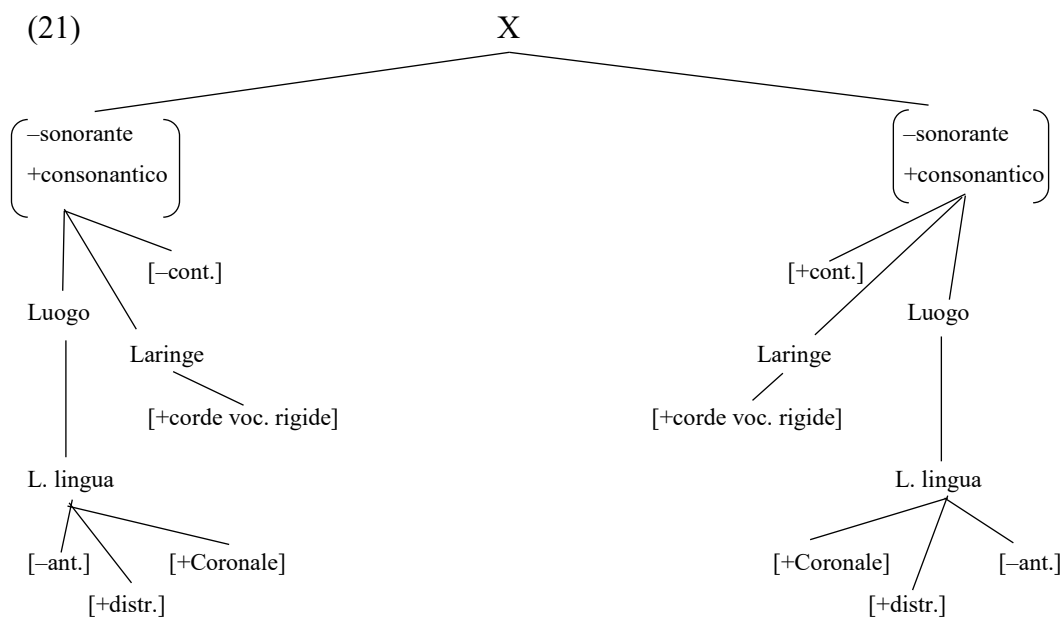 (21) X
–sonorante –sonorante
+consonantico +consonantico
[–cont.] [+cont.]
Luogo Luogo
Laringe Laringe
[+corde voc. rigide] [+corde voc. rigide]
L. lingua L. lingua
[–ant.] [+Coronale] [+Coronale] [–ant.]
[+distr.] [+distr.]